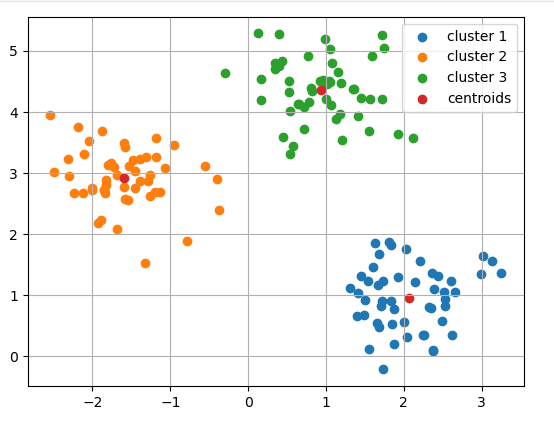 cluster 1
cluster 2
cluster 3
centroids
5
4
3
2
1
0
−2 −1 0 1 2 3